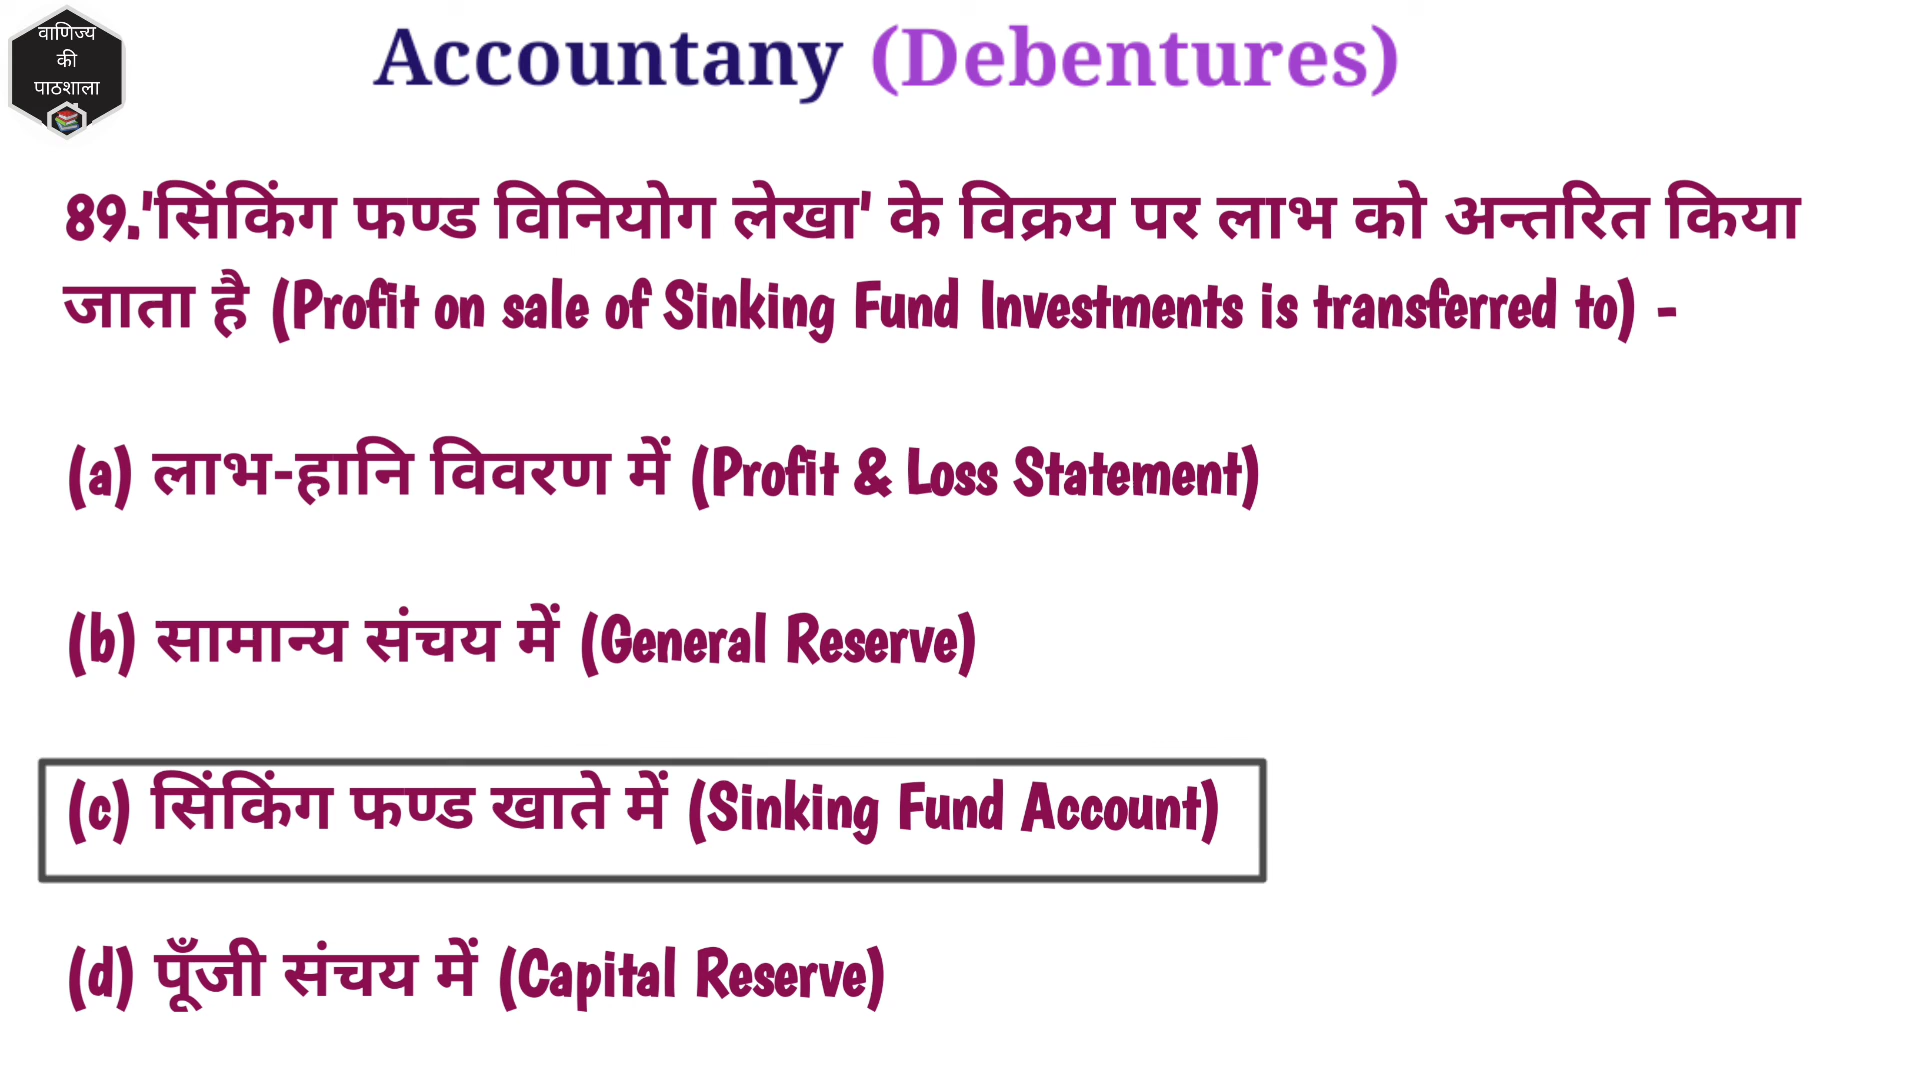 वाणिज्य
की
पाठशाला
Accountany (Debentures)
89.'सिंकिंग फण्ड विनियोग लेखा' के विक्रय पर लाभ को अन्तरित किया
जाता है (Profit on sale of Sinking Fund Investments is transferred to) -
(a) लाभ-हानि विवरण में (Profit & Loss Statement)
(b) सामान्य संचय में (General Reserve)
(c) सिंकिंग फण्ड खाते में (Sinking Fund Account)
(d) पूँजी संचय में (Capital Reserve)